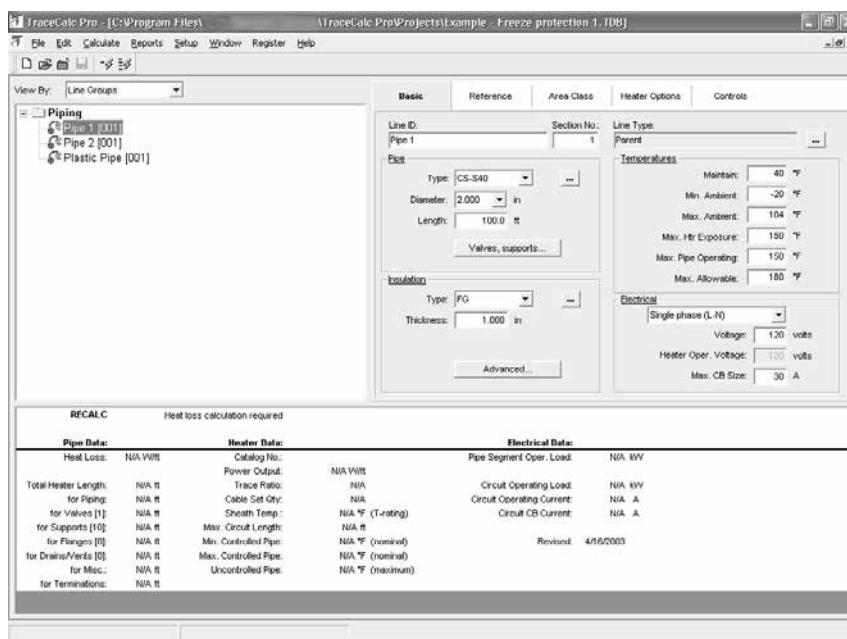 TraceCalc Pro - [C:\Program Files\ \TraceCalc Pro\Projects\Example - Freeze protection 1.TDB]
File Edit Calculate Reports Setup Window Register Help
View By: Line Groups
Piping
Pipe 1 [001]
Pipe 2 [001]
Plastic Pipe [001]
Basic Reference Area Class Heater Options Controls
Line ID: Section No.: Line Type:
Pipe 1 1 Parent ...
Pipe
Type: CS-S40 ...
Diameter: 2.000 in
Length: 100.0 ft
Valves, supports...
Insulation
Type: FG ...
Thickness: 1.000 in
Advanced...
Temperatures
Maintain: 40 °F
Min. Ambient: -20 °F
Max. Ambient: 104 °F
Max. Htr Exposure: 150 °F
Max. Pipe Operating: 150 °F
Max. Allowable: 180 °F
Electrical
Single phase (L-N)
Voltage: 120 volts
Heater Oper. Voltage: 120 volts
Max. CB Size: 30 A
RECALC Heat loss calculation required
Pipe Data: Heater Data: Electrical Data:
Heat Loss: N/A W/ft Catalog No.: Pipe Segment Oper. Load: N/A kW
Power Output: N/A W/ft
Total Heater Length: N/A ft Trace Ratio: N/A Circuit Operating Load: N/A kW
for Piping: N/A ft Cable Set Qty: N/A Circuit Operating Current: N/A A
for Valves [1]: N/A ft Sheath Temp.: N/A °F (T-rating) Circuit CB Current: N/A A
for Supports [10]: N/A ft Max. Circuit Length: N/A ft
for Flanges [0]: N/A ft Min. Controlled Pipe: N/A °F (nominal) Revised: 4/16/2003
for Drains/Vents [0]: N/A ft Max. Controlled Pipe: N/A °F (nominal)
for Misc.: N/A ft Uncontrolled Pipe: N/A °F (maximum)
for Terminations: N/A ft